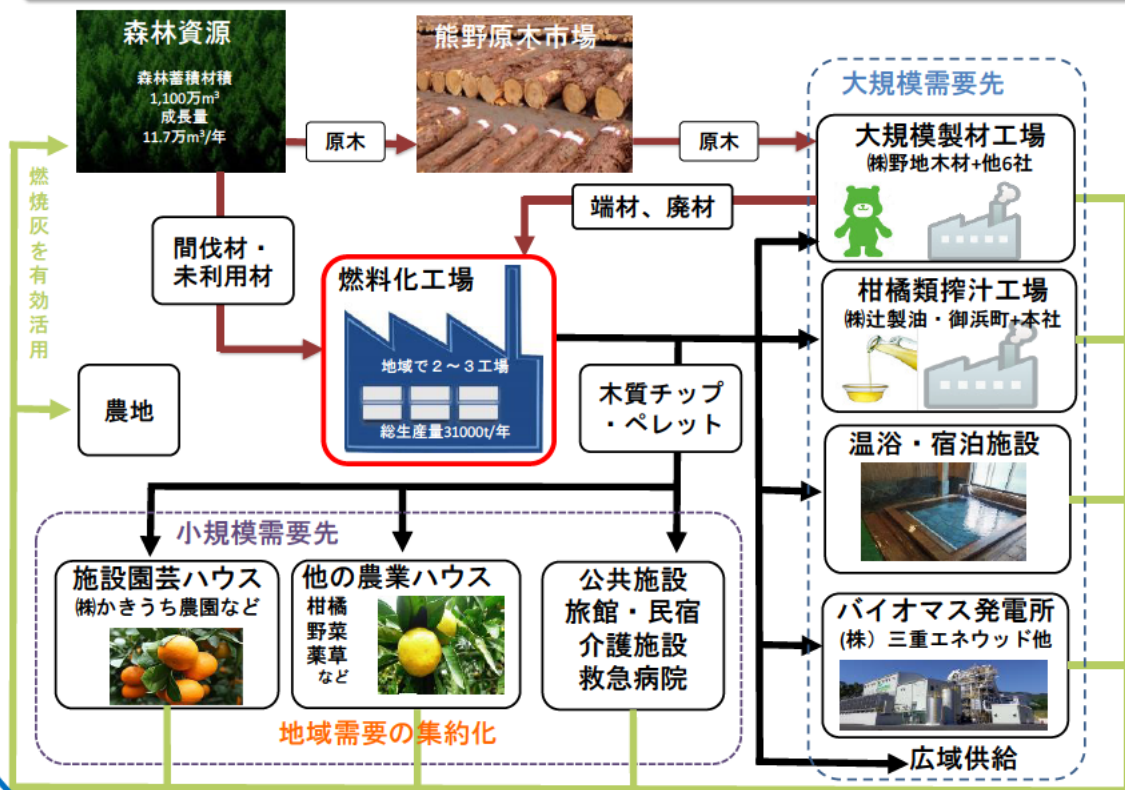 森林資源
森林蓄積材積
1,100万m³
成長量
11.7万m³/年
原木
熊野原木市場
原木
大規模需要先
大規模製材工場
㈱野地木材+他6社
端材、廃材
燃焼灰を有効活用
間伐材・
未利用材
燃料化工場
地域で2～3工場
総生産量31000t/年
柑橘類搾汁工場
㈱辻製油・御浜町+本社
農地
木質チップ
・ペレット
温浴・宿泊施設
小規模需要先
施設園芸ハウス
㈱かきうち農園など
他の農業ハウス
柑橘
野菜
薬草
など
公共施設
旅館・民宿
介護施設
救急病院
バイオマス発電所
(株）三重エネウッド他
地域需要の集約化
広域供給